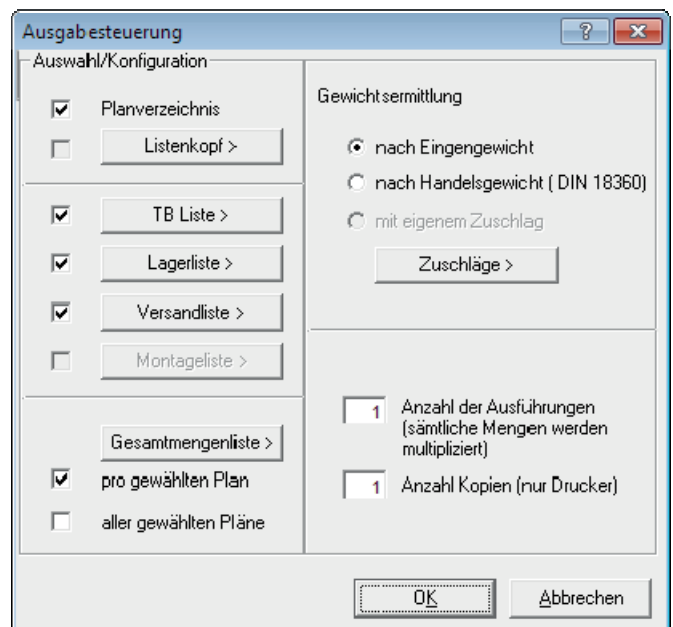 Ausgabesteuerung
Auswahl/Konfiguration
Planverzeichnis
Listenkopf >
TB Liste >
Lagerliste >
Versandliste >
Montageliste >
Gesamtmengenliste >
pro gewählten Plan
aller gewählten Pläne
Gewichtsermittlung
nach Eingengewicht
nach Handelsgewicht ( DIN 18360)
mit eigenem Zuschlag
Zuschläge >
1 Anzahl der Ausführungen
(sämtliche Mengen werden
multipliziert)
1 Anzahl Kopien (nur Drucker)
OK
Abbrechen